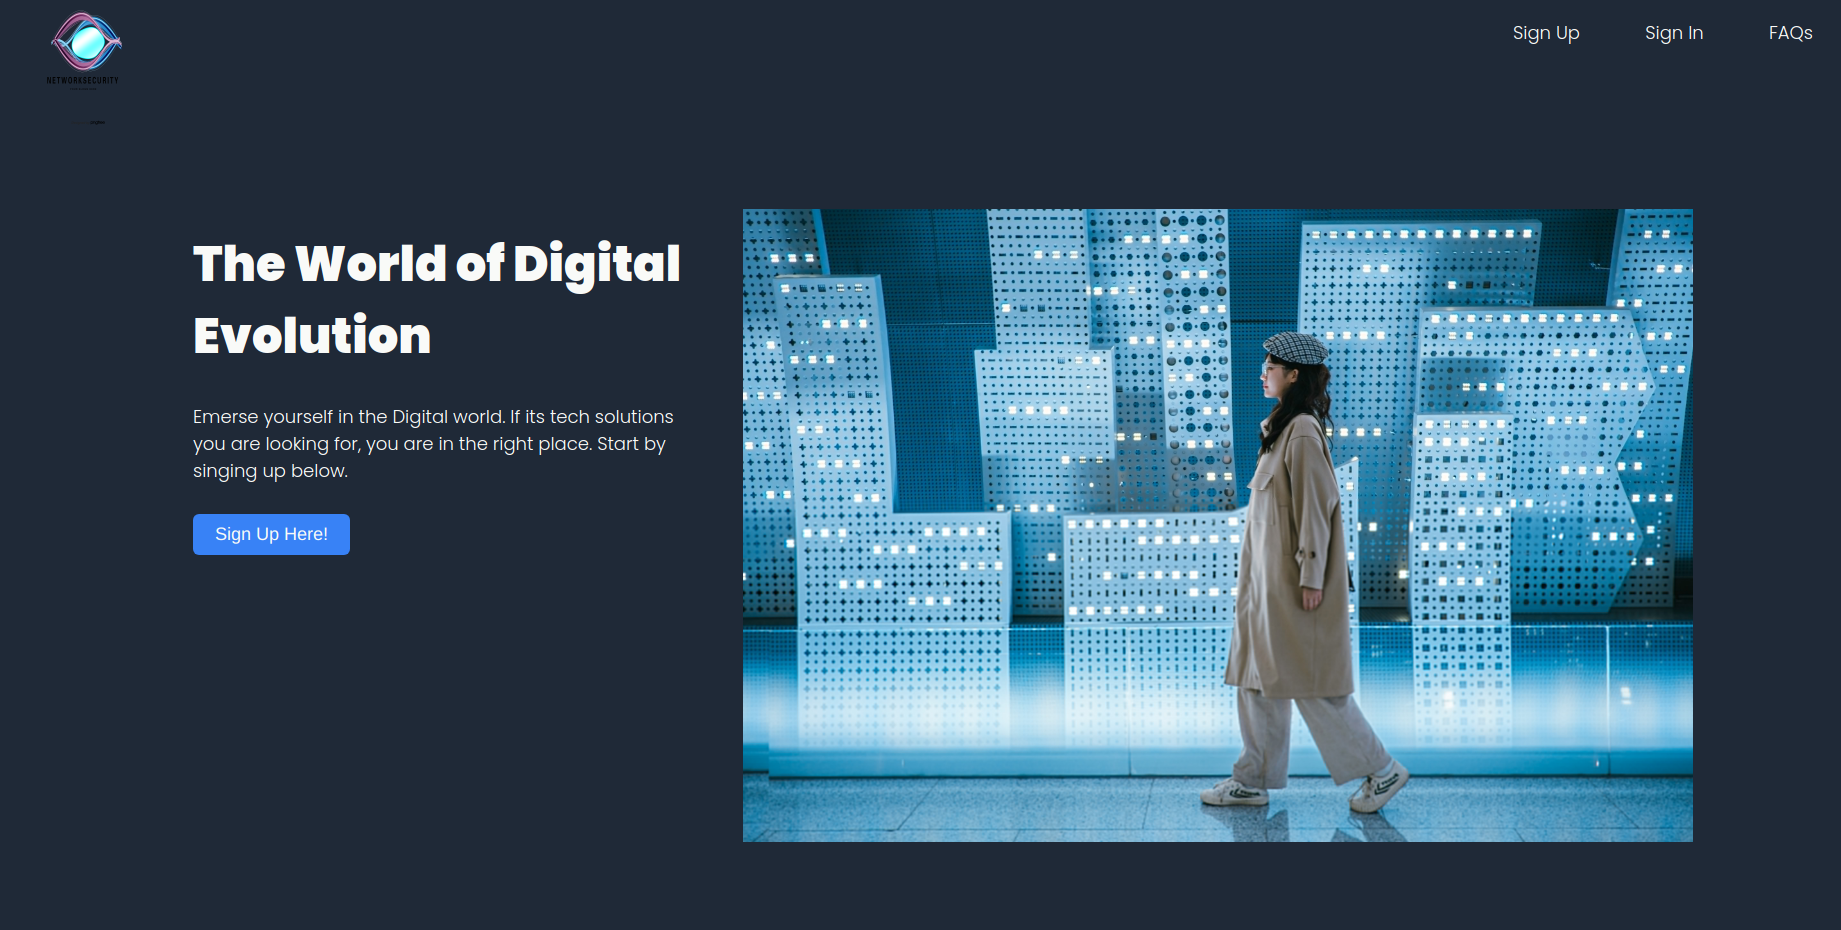 NETWORKSECURITY
Sign Up
Sign In
FAQs
The World of Digital
Evolution
Emerse yourself in the Digital world. If its tech solutions
you are looking for, you are in the right place. Start by
singing up below.
Sign Up Here!